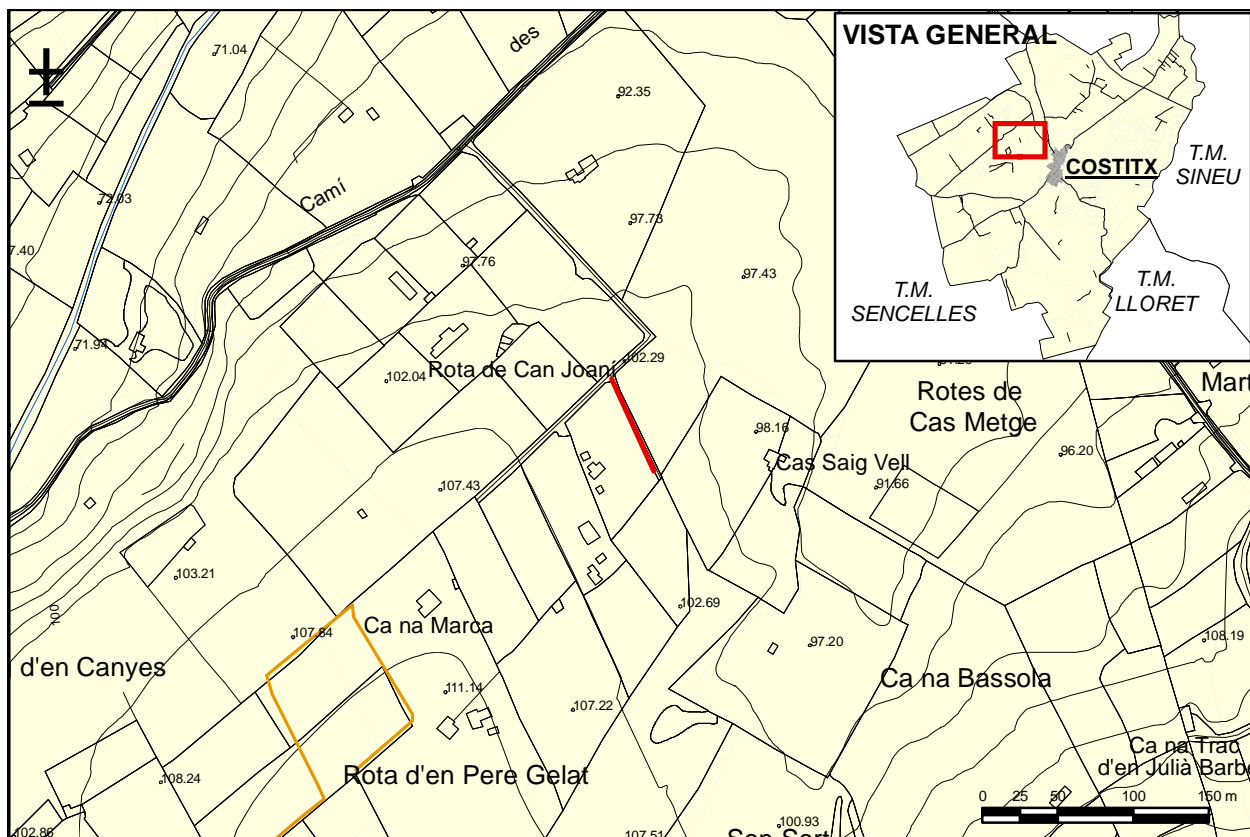 VISTA GENERAL
COSTITX
T.M.
SINEU
T.M.
LLORET
T.M.
SENCELLES
71.04
des
92.35
72.03
Camí
97.73
7.40
97.76
97.43
71.94
102.29
Rota de Can Joaní
102.04
Rotes de
Cas Metge
Mart
98.16
96.20
Cas Saig Vell
91.66
107.43
103.21
100
102.69
107.84
Ca na Marca
97.20
108.19
d'en Canyes
111.14
Ca na Bassola
107.22
Ca na Trac
d'en Julià Barbe
108.24
Rota d'en Pere Gelat
0 25 50 100 150 m
102.86
107.51
100.93